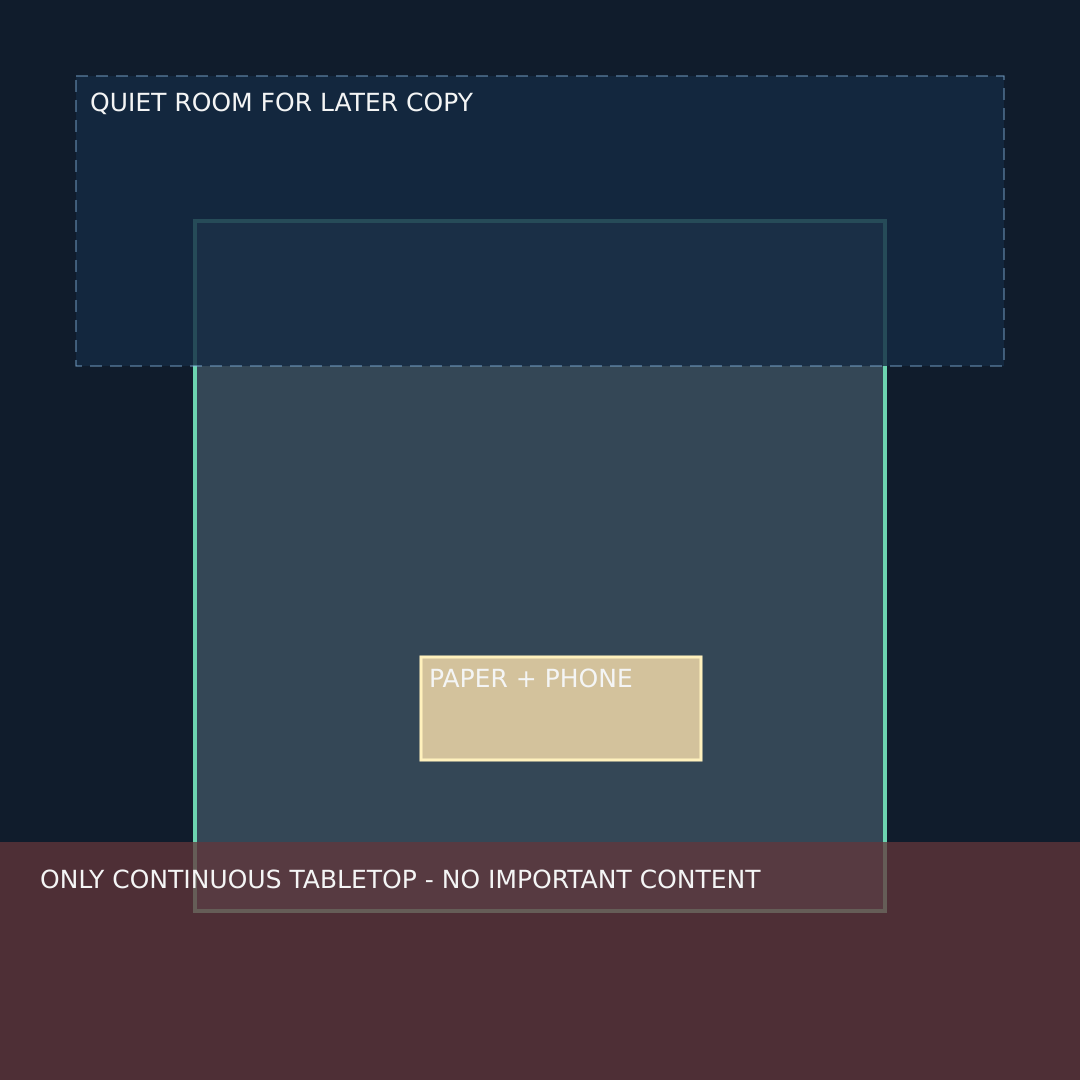 QUIET ROOM FOR LATER COPY
PAPER + PHONE
ONLY CONTINUOUS TABLETOP - NO IMPORTANT CONTENT